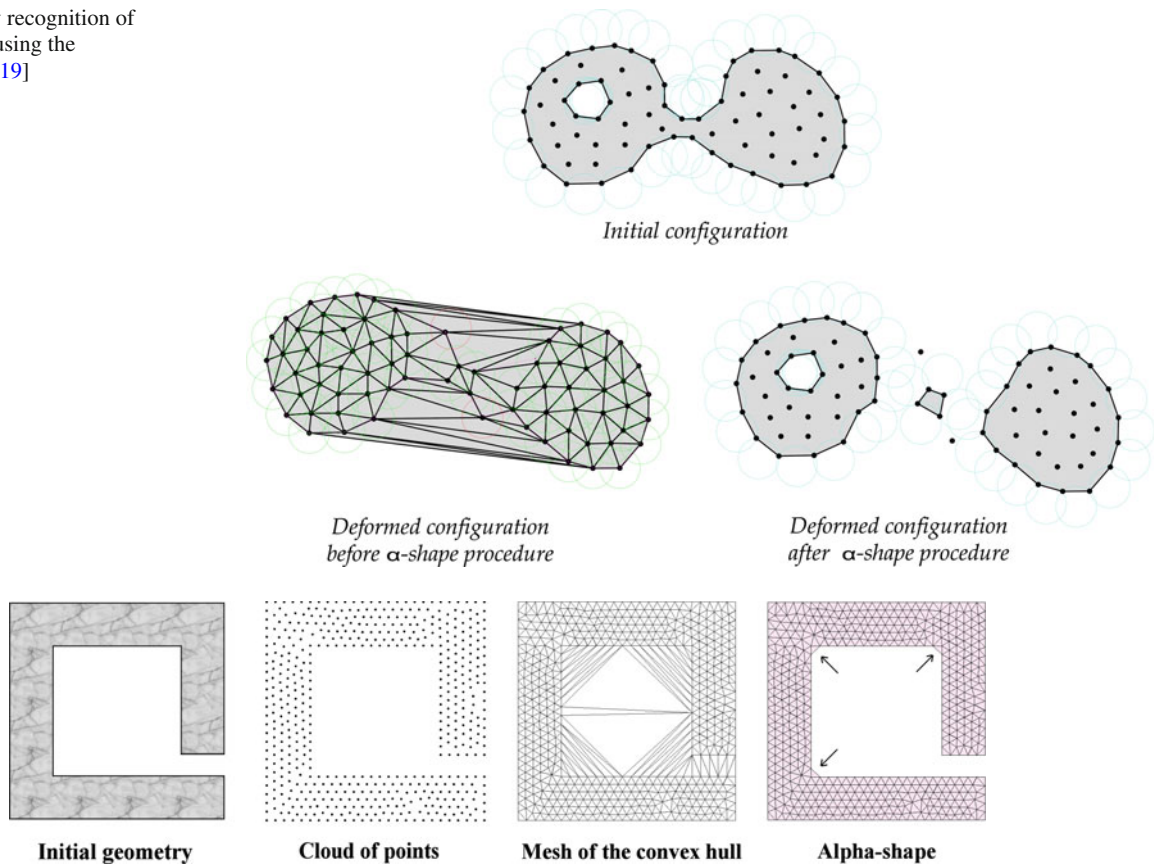 recognition of
using the
19]
Initial configuration
Deformed configuration
before α-shape procedure
Deformed configuration
after α-shape procedure
Initial geometry
Cloud of points
Mesh of the convex hull
Alpha-shape